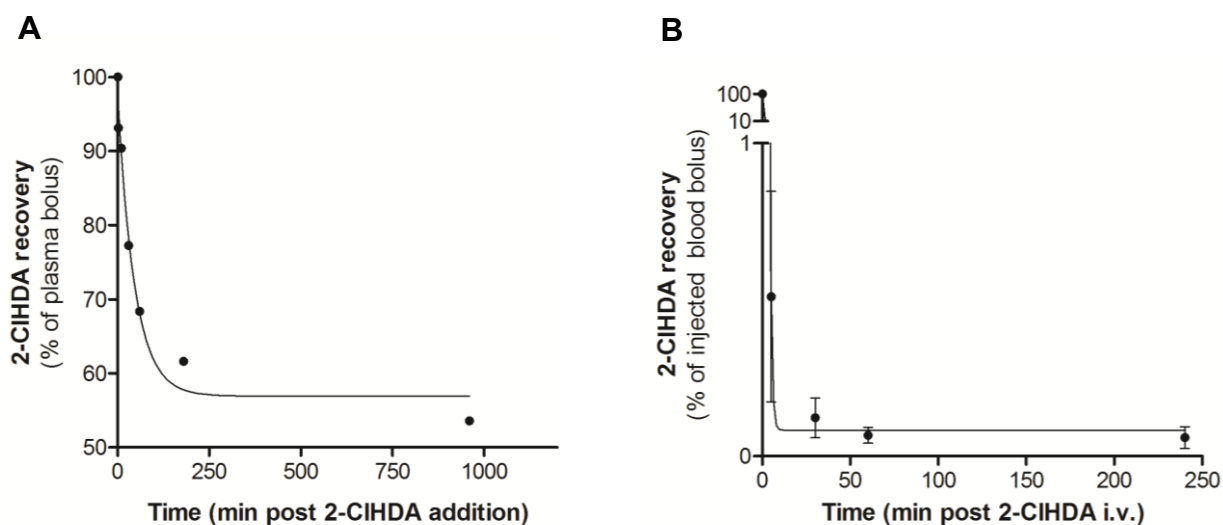 A
2-ClHDA recovery
(% of plasma bolus)
100
90
80
70
60
50
0 250 500 750 1000
Time (min post 2-ClHDA addition)
B
2-ClHDA recovery
(% of injected blood bolus)
100
10
1
0
0 50 100 150 200 250
Time (min post 2-ClHDA i.v.)